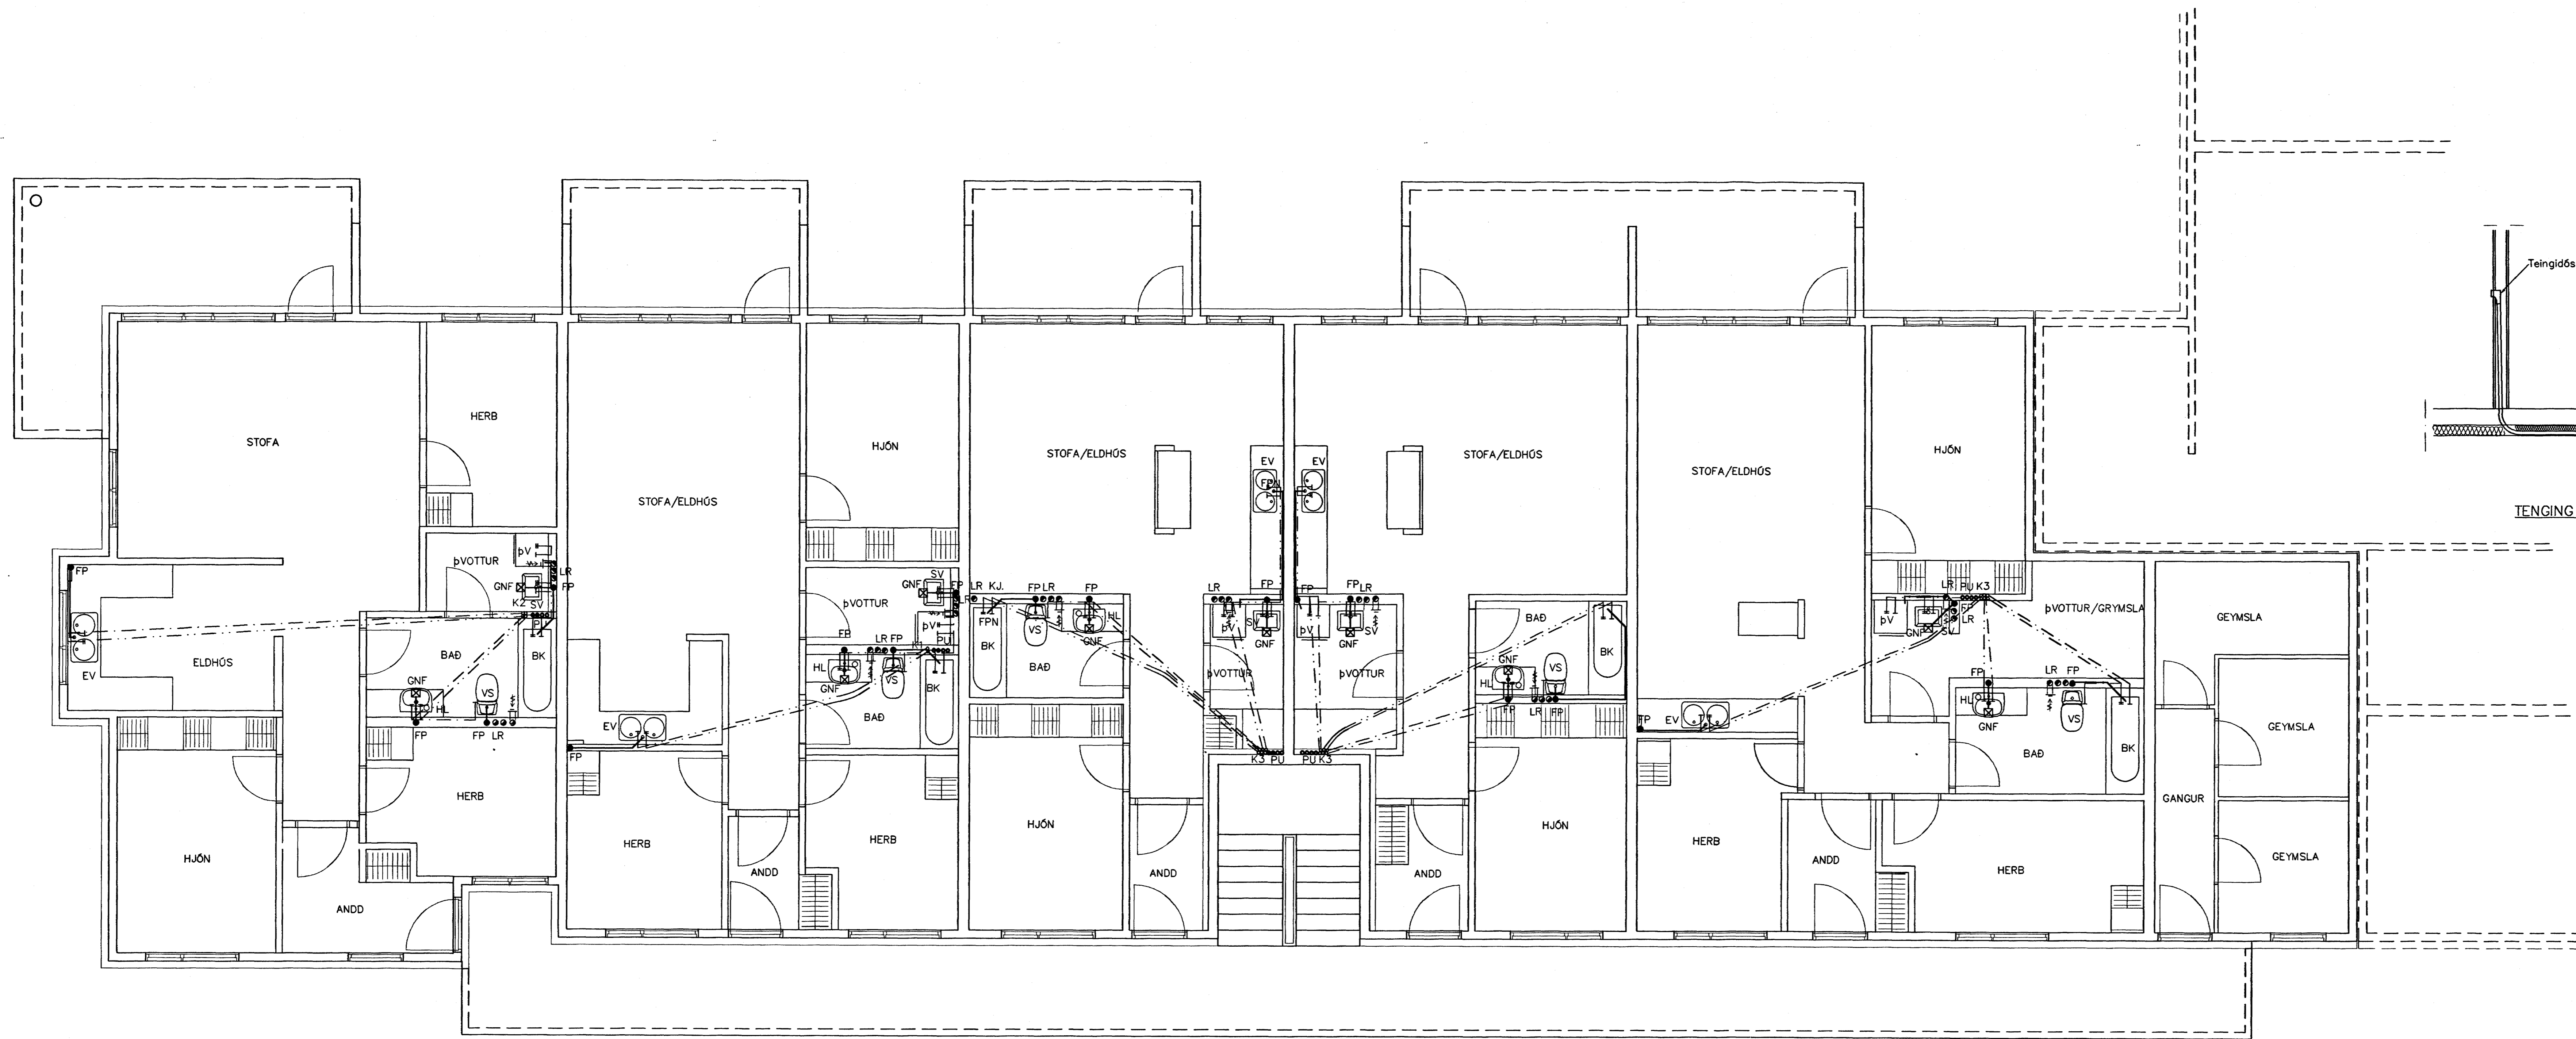 Teingidós
TENGING
STOFA
HERB
þVOTTUR
þV
GNF
K2 SV
LR
FP
FP
EV
ELDHÚS
BAÐ
BK
GNF
HL
VS
FP
FP LR
HERB
HJÓN
ANDD
STOFA/ELDHÚS
EV
FP
HERB
ANDD
HJÓN
þVOTTUR
GNF
SV
FP
LR
þV
PU
FP
LR FP
K1
HL
GNF
VS
BK
BAÐ
HERB
STOFA/ELDHÚS
EV
LR KJ.
FP LR
FP
FPN
BK
VS
HL
GNF
BAÐ
HJÓN
ANDD
LR
FP
þV
SV
GNF
þVOTTUR
K3 PU
STOFA/ELDHÚS
EV
FP
FP LR
þV
SV
GNF
þVOTTUR
PU K3
BAÐ
GNF
HL
VS
BK
FP
LR FP
HJÓN
ANDD
STOFA/ELDHÚS
TP
EV
HERB
ANDD
HJÓN
LR PU K3
FP
LR
þV
GNF
SV
þVOTTUR/GRYMSLA
FP
LR FP
HL
GNF
VS
BK
BAÐ
HERB
GANGUR
GEYMSLA
GEYMSLA
GEYMSLA